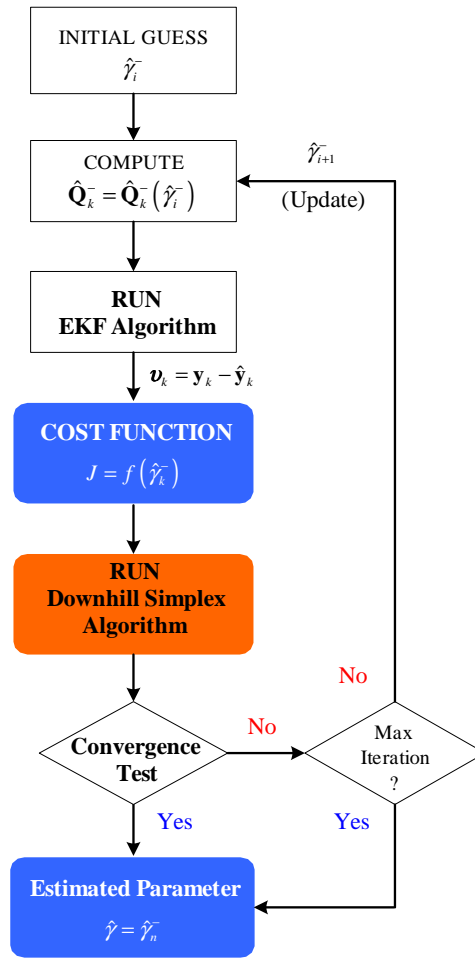 INITIAL GUESS
γ̂ᵢ⁻
COMPUTE
Q̂ₖ⁻ = Q̂ₖ⁻(γ̂ᵢ⁻)
γ̂ᵢ₊₁⁻
(Update)
RUN
EKF Algorithm
υₖ = yₖ − ŷₖ
COST FUNCTION
J = f(γ̂ₖ⁻)
RUN
Downhill Simplex
Algorithm
No
Convergence
Test
No
Max
Iteration
?
Yes
Yes
Estimated Parameter
γ̂ = γ̂ₙ⁻